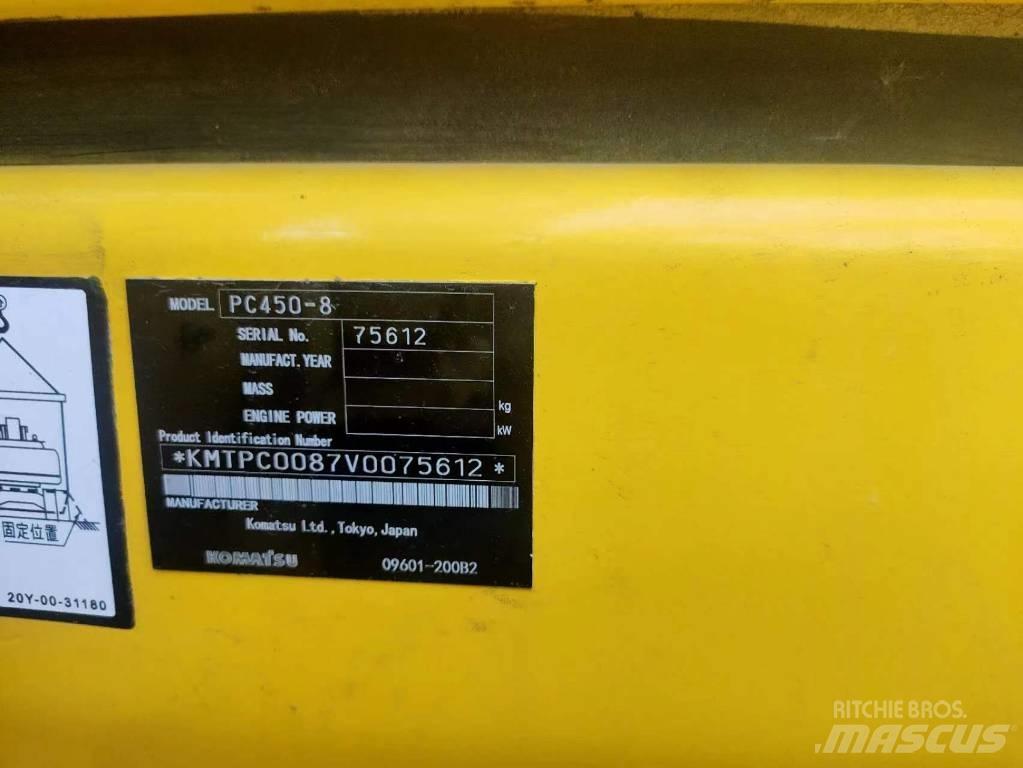 MODEL PC450-8
SERIAL No. 75612
MANUFACT. YEAR
MASS kg
ENGINE POWER kW
Product Identification Number
*KMTPC0087V0075612*
MANUFACTURER
Komatsu Ltd., Tokyo, Japan
KOMATSU 09601-200B2
固定位置
20Y-00-31180
RITCHIE BROS.
MASCUS